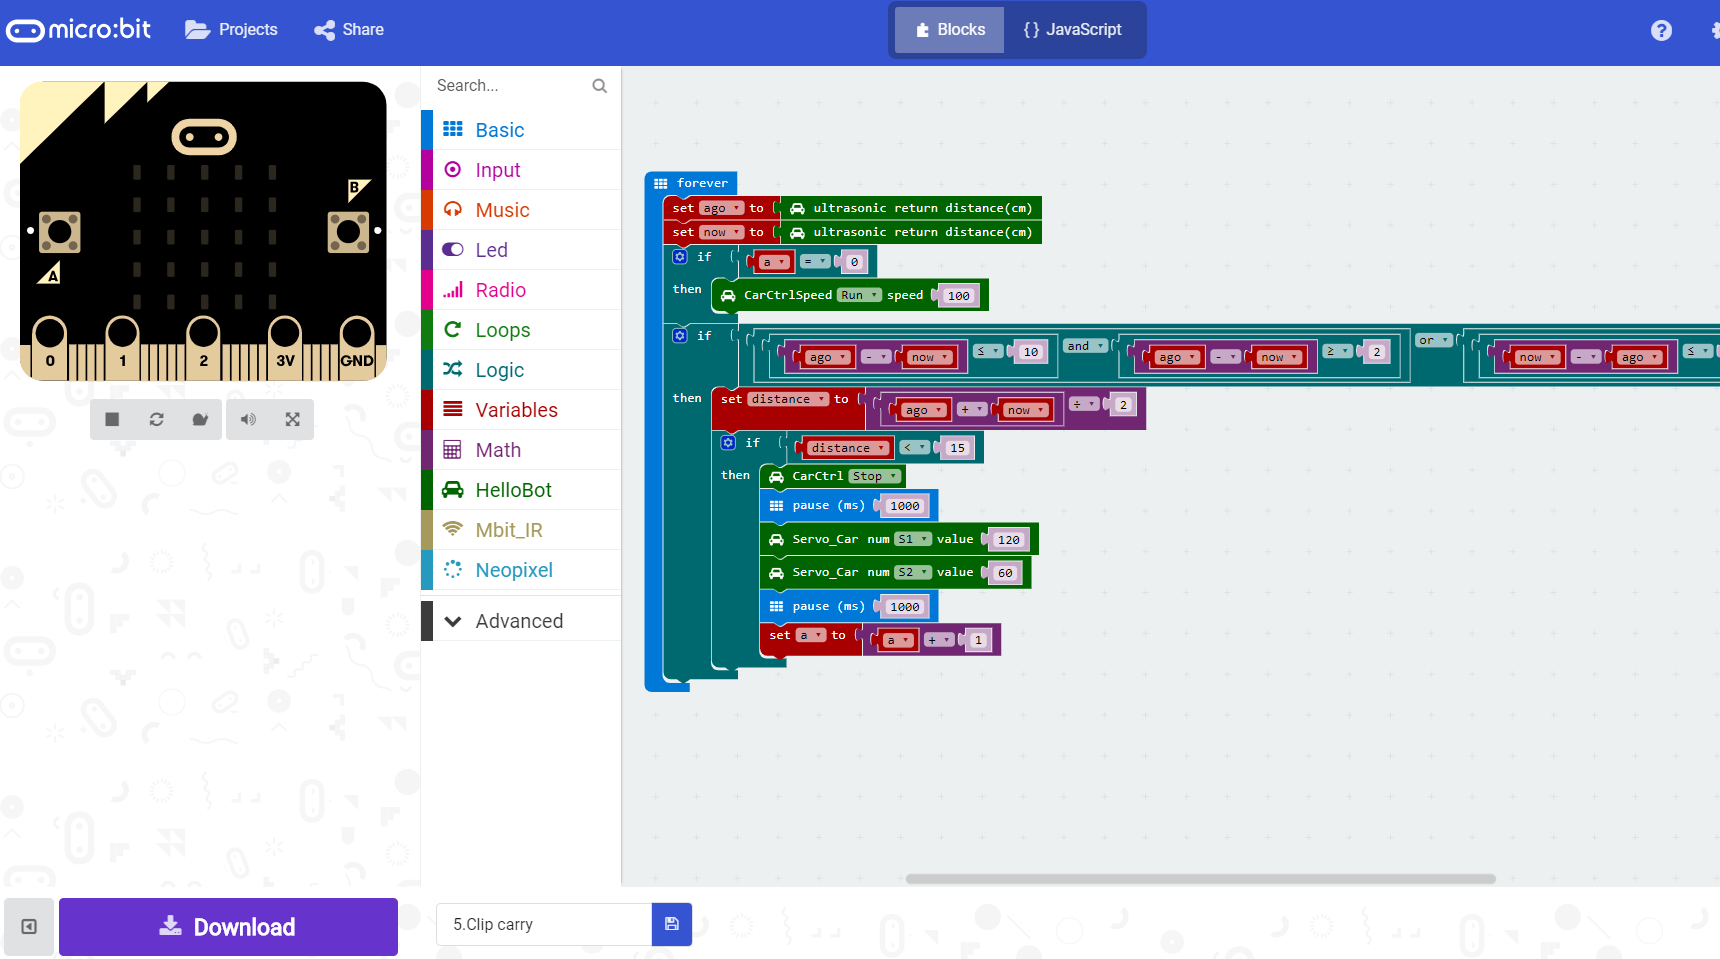 micro:bit Projects Share Blocks {} JavaScript ?
Search...
Basic
Input
Music
Led
Radio
Loops
Logic
Variables
Math
HelloBot
Mbit_IR
Neopixel
Advanced
B
A
0 1 2 3V GND
forever
set ago to ultrasonic return distance(cm)
set now to ultrasonic return distance(cm)
if a = 0
then CarCtrlSpeed Run speed 100
if ago - now ≤ 10 and ago - now ≥ 2 or now - ago ≤
then set distance to ago + now ÷ 2
if distance < 15
then CarCtrl Stop
pause (ms) 1000
Servo_Car num S1 value 120
Servo_Car num S2 value 60
pause (ms) 1000
set a to a + 1
Download
5.Clip carry